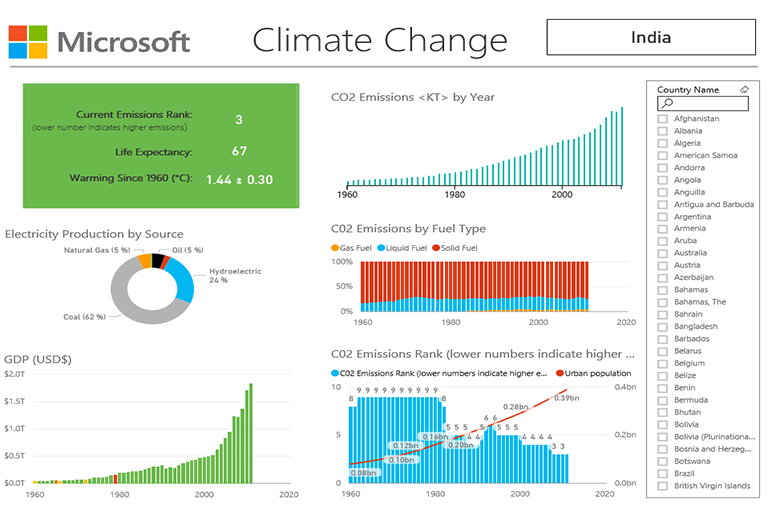 Microsoft
Climate Change
India
Current Emissions Rank:
(lower number indicates higher emissions)
3
Life Expectancy:
67
Warming Since 1960 (°C):
1.44 ± 0.30
CO2 Emissions <KT> by Year
1960
1980
2000
Country Name
Afghanistan
Albania
Algeria
American Samoa
Andorra
Angola
Anguilla
Antigua and Barbuda
Argentina
Armenia
Aruba
Australia
Austria
Azerbaijan
Bahamas
Bahamas, The
Bahrain
Bangladesh
Barbados
Belarus
Belgium
Belize
Benin
Bermuda
Bhutan
Bolivia
Bolivia (Plurinationa...
Bosnia and Herzeg...
Botswana
Brazil
British Virgin Islands
Electricity Production by Source
Natural Gas (5 %)
Oil (5 %)
Hydroelectric
24 %
Coal (62 %)
C02 Emissions by Fuel Type
Gas Fuel Liquid Fuel Solid Fuel
100%
50%
0%
1960
1980
2000
2020
GDP (USD$)
$2.0T
$1.5T
$1.0T
$0.5T
$0.0T
1960
1980
2000
2020
C02 Emissions Rank (lower numbers indicate higher ...
C02 Emissions Rank (lower numbers indicate higher e... Urban population
10
5
0
8 9 9 9 9 9 9 9 9 9 9 8
5 5 5 4 4 4 6 6 5 5 5 4 4 4 4 3 3
0.08bn
0.10bn
0.12bn
0.16bn
0.20bn
0.28bn
0.39bn
0.4bn
0.2bn
0.0bn
1960
1980
2000
2020